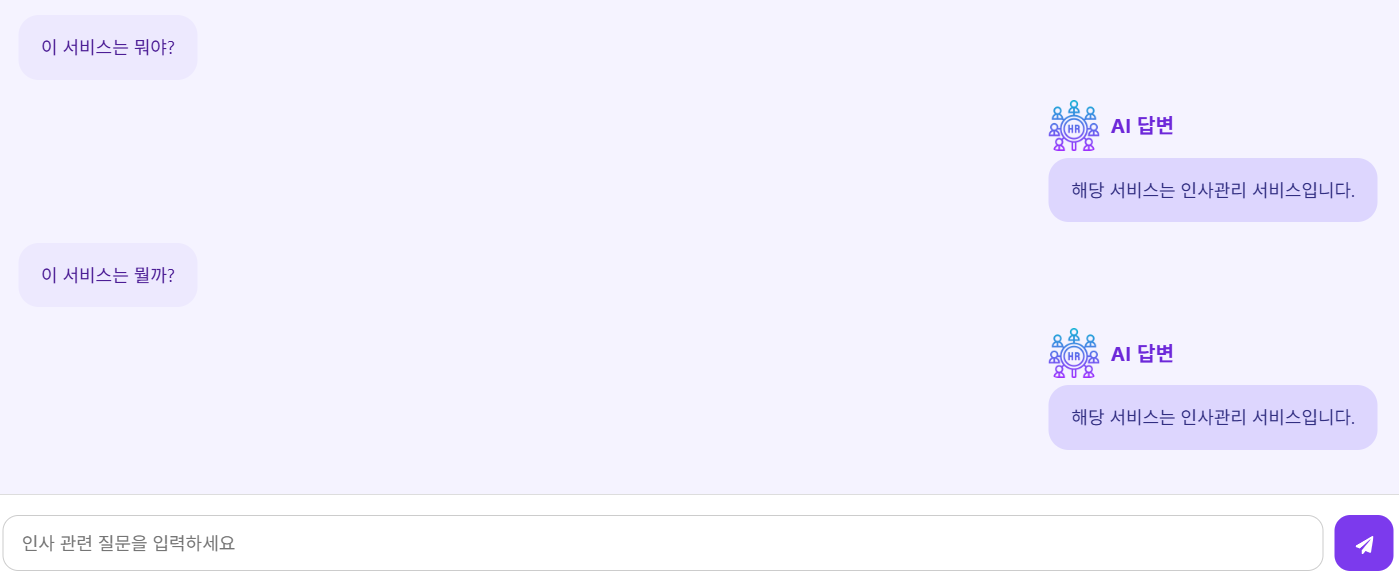 이 서비스는 뭐야?
HR AI 답변
해당 서비스는 인사관리 서비스입니다.
이 서비스는 뭘까?
HR AI 답변
해당 서비스는 인사관리 서비스입니다.
인사 관련 질문을 입력하세요